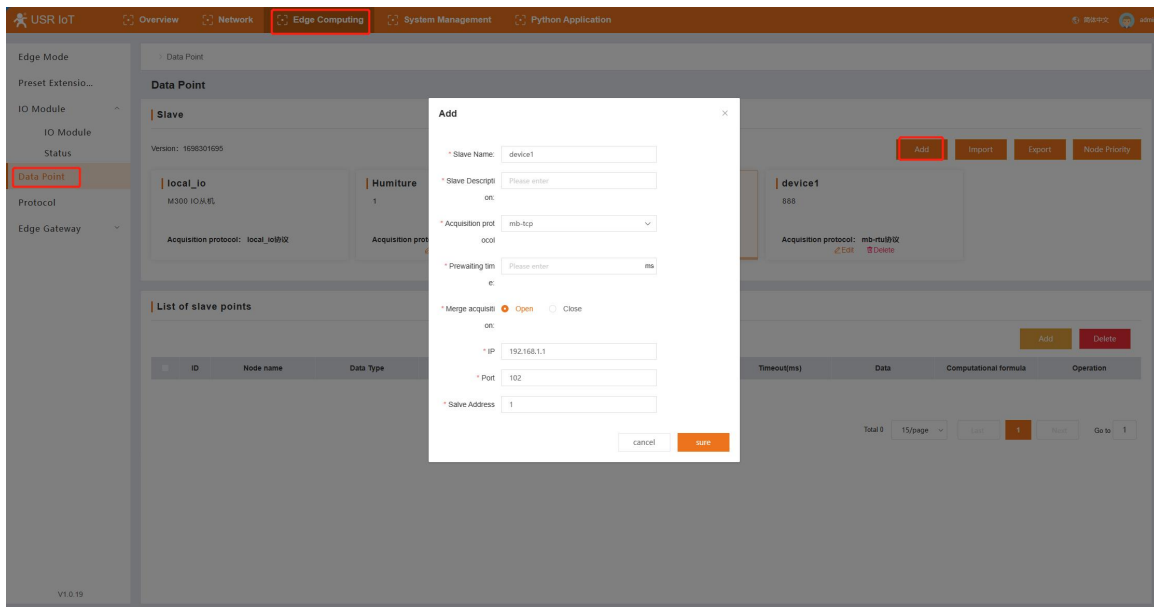 USR IoT Overview Network Edge Computing System Management Python Application 简体中文
Edge Mode
Preset Extensio...
IO Module
IO Module
Status
Data Point
Protocol
Edge Gateway
V1.0.19
Data Point
Data Point
Slave
Version: 1698301695
Add Import Export Node Priority
local_io
M300 IO从机
Acquisition protocol: local_io协议
Humiture
1
Acquisition prot
device1
888
Acquisition protocol: mb-rtu协议
Edit Delete
List of slave points
Add Delete
ID Node name Data Type Timeout(ms) Data Computational formula Operation
Total 0 15/page 1 Go to 1
Add
* Slave Name: device1
* Slave Descripti Please enter
on:
* Acquisition prot mb-tcp
ocol
* Prewaiting tim Please enter ms
e:
* Merge acquisiti Open Close
on:
* IP 192.168.1.1
* Port 102
* Salve Address 1
cancel sure